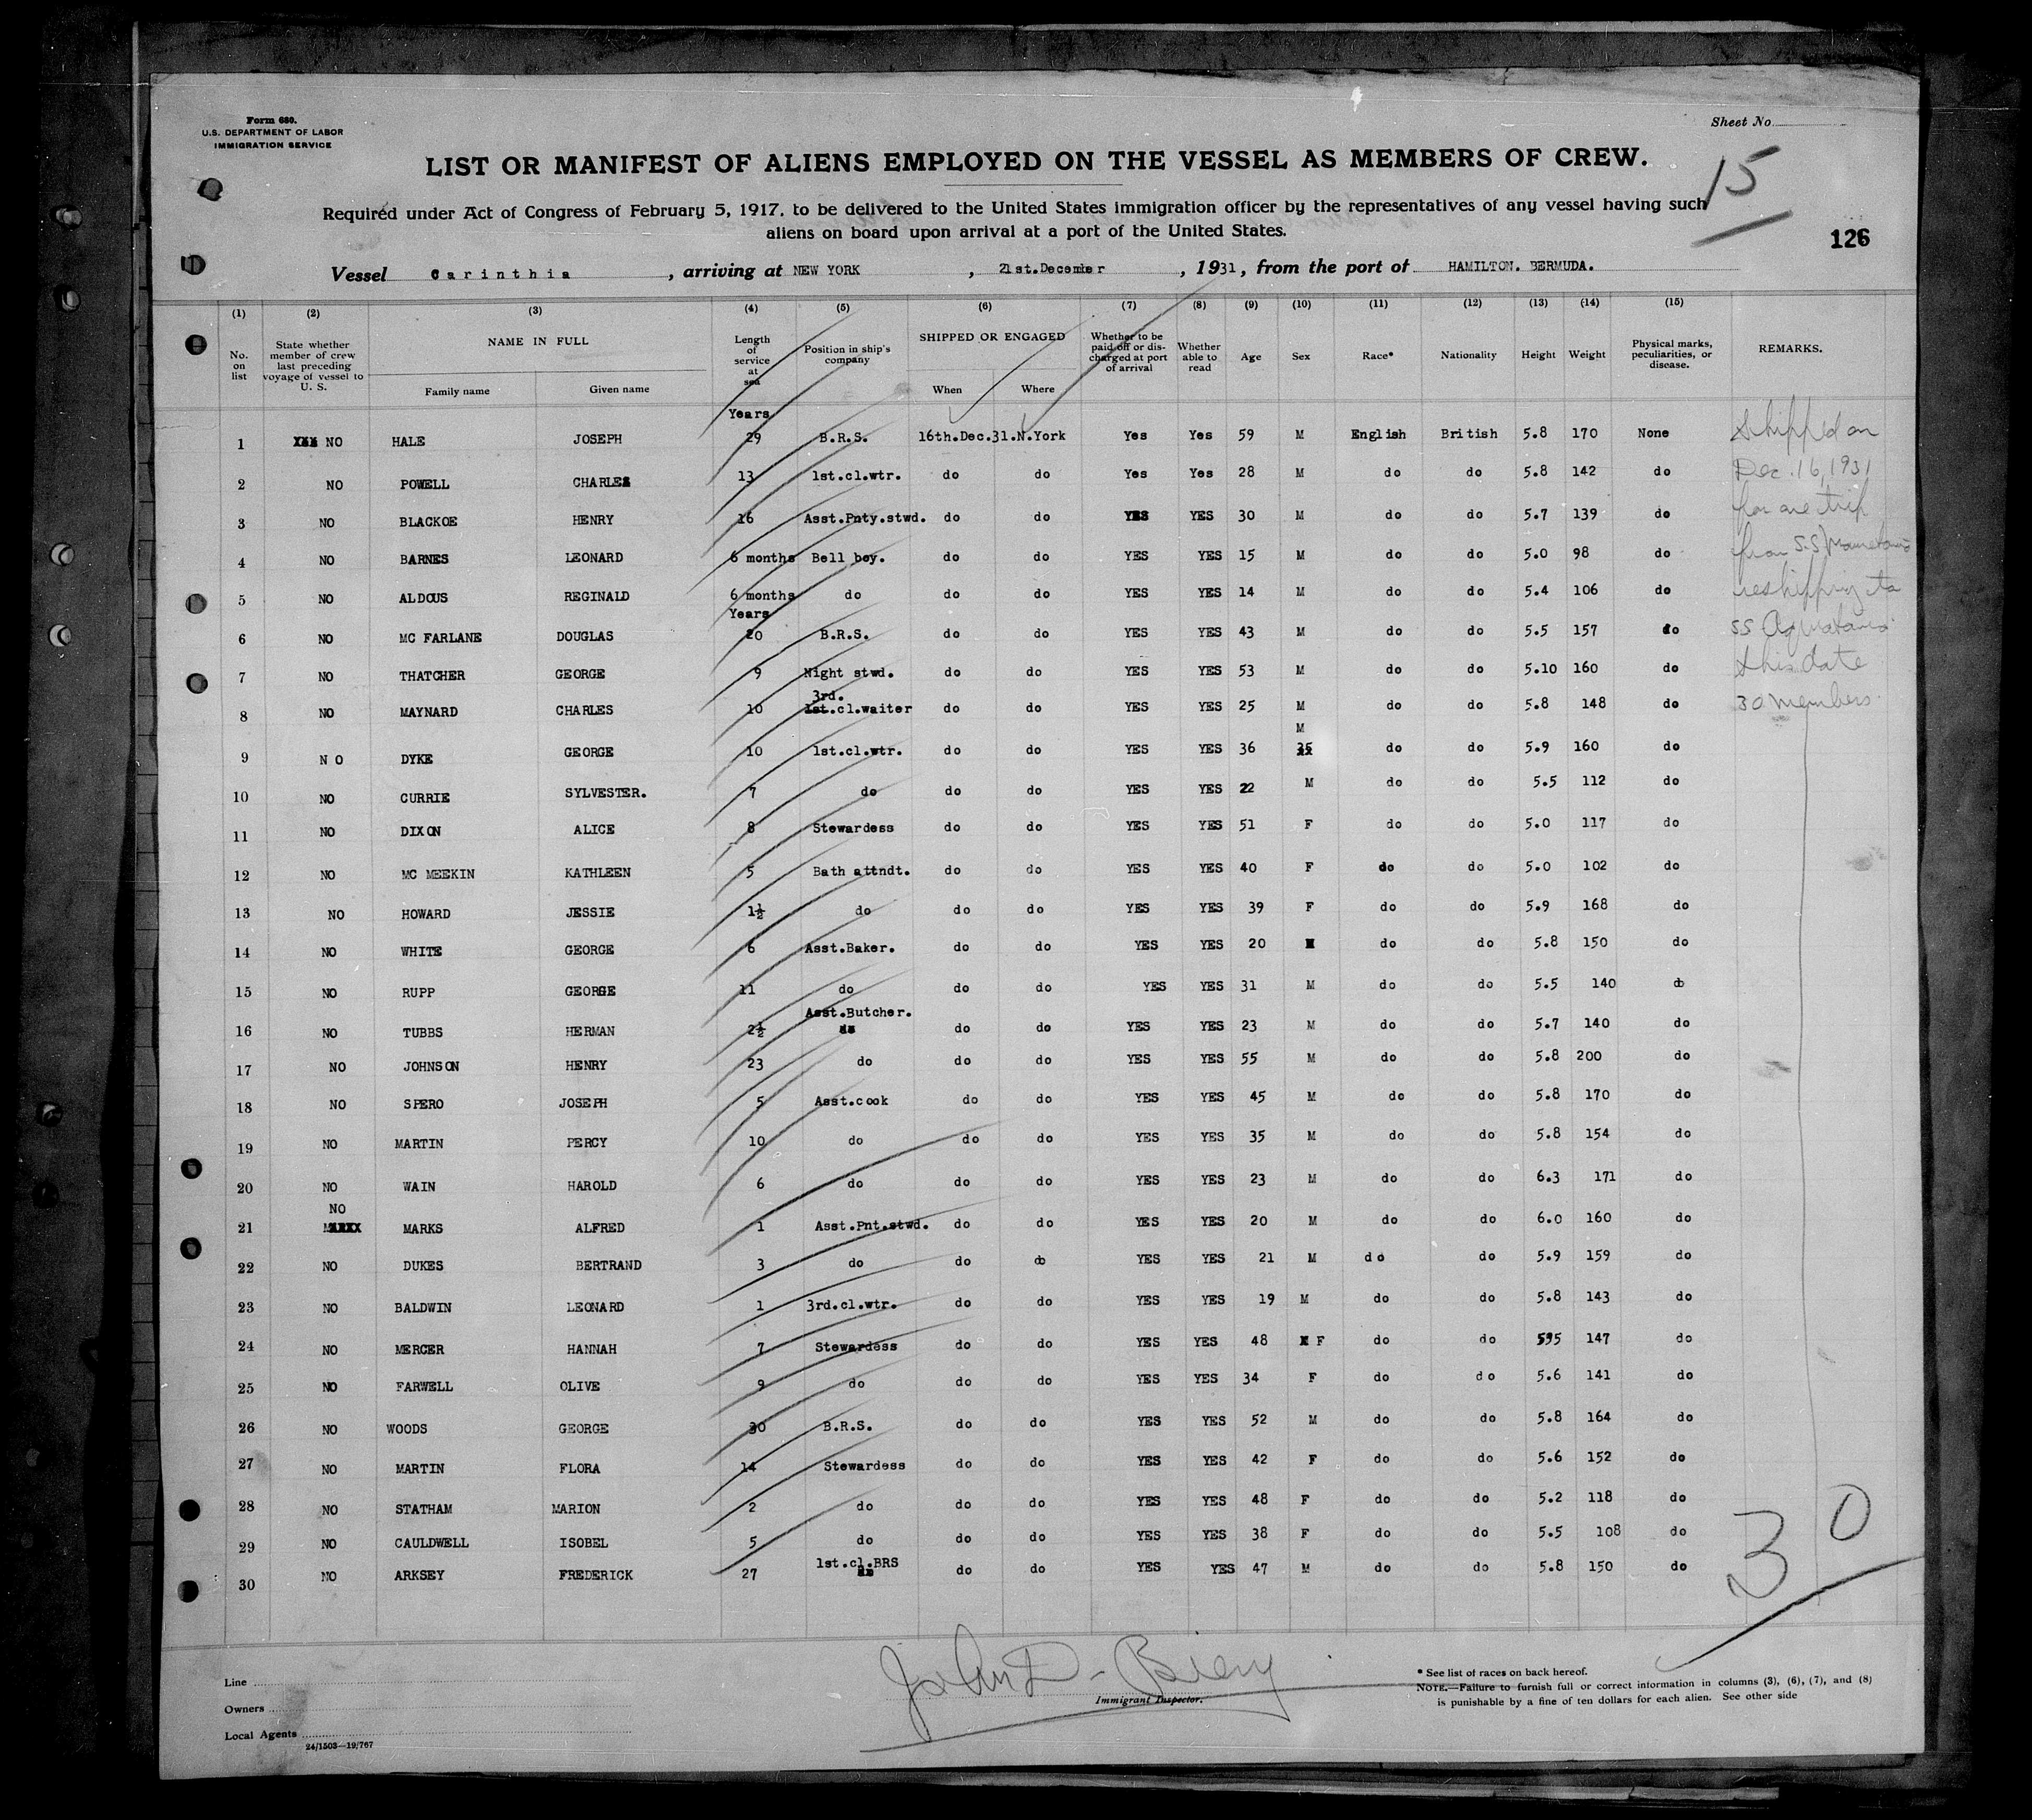 Form 680.
U.S. DEPARTMENT OF LABOR
IMMIGRATION SERVICE
Sheet No
15
LIST OR MANIFEST OF ALIENS EMPLOYED ON THE VESSEL AS MEMBERS OF CREW.
Required under Act of Congress of February 5, 1917, to be delivered to the United States immigration officer by the representatives of any vessel having such
aliens on board upon arrival at a port of the United States.
126
Vessel Carinthia, arriving at NEW YORK, 21st.December, 1931, from the port of HAMILTON. BERMUDA.
(1) (2) (3) (4) (5) (6) (7) (8) (9) (10) (11) (12) (13) (14) (15)
No. on list State whether member of crew last preceding voyage of vessel to U. S. NAME IN FULL Family name Given name Length of service at sea Position in ship's company SHIPPED OR ENGAGED When Where Whether to be paid off or discharged at port of arrival Whether able to read Age Sex Race* Nationality Height Weight Physical marks, peculiarities, or disease. REMARKS.
Years
1 NO HALE JOSEPH 29 B.R.S. 16th.Dec.31.N.York Yes Yes 59 M English British 5.8 170 None Shipped on
2 NO POWELL CHARLES 13 1st.cl.wtr. do do Yes Yes 28 M do do 5.8 142 do Dec. 16, 1931
3 NO BLACKOE HENRY 16 Asst.Pnty.stwd. do do YES YES 30 M do do 5.7 139 do for one trip
4 NO BARNES LEONARD 6 months Bell boy. do do YES YES 15 M do do 5.0 98 do from S.S Mauretania
5 NO ALDOUS REGINALD 6 months do do do YES YES 14 M do do 5.4 106 do reshipping to
Years
6 NO MC FARLANE DOUGLAS 20 B.R.S. do do YES YES 43 M do do 5.5 157 do SS Aquatania
7 NO THATCHER GEORGE 9 Night stwd. do do YES YES 53 M do do 5.10 160 do this date
3rd.
8 NO MAYNARD CHARLES 10 1st.cl.waiter do do YES YES 25 M do do 5.8 148 do 30 members.
M
9 N O DYKE GEORGE 10 1st.cl.wtr. do do YES YES 36 35 do do 5.9 160 do
10 NO CURRIE SYLVESTER. 7 do do do YES YES 22 M do do 5.5 112 do
11 NO DIXON ALICE 8 Stewardess do do YES YES 51 F do do 5.0 117 do
12 NO MC MEEKIN KATHLEEN 5 Bath attndt. do do YES YES 40 F do do 5.0 102 do
13 NO HOWARD JESSIE 1½ do do do YES YES 39 F do do 5.9 168 do
14 NO WHITE GEORGE 6 Asst.Baker. do do YES YES 20 M do do 5.8 150 do
15 NO RUPP GEORGE 11 do do do YES YES 31 M do do 5.5 140 do
Asst.Butcher.
16 NO TUBBS HERMAN 2½ do do YES YES 23 M do do 5.7 140 do
17 NO JOHNSON HENRY 23 do do do YES YES 55 M do do 5.8 200 do
18 NO SPERO JOSEPH 5 Asst.cook do do YES YES 45 M do do 5.8 170 do
19 NO MARTIN PERCY 10 do do do YES YES 35 M do do 5.8 154 do
20 NO WAIN HAROLD 6 do do do YES YES 23 M do do 6.3 171 do
NO
21 MARKS ALFRED 1 Asst.Pnt.stwd. do do YES YES 20 M do do 6.0 160 do
22 NO DUKES BERTRAND 3 do do do YES YES 21 M do do 5.9 159 do
23 NO BALDWIN LEONARD 1 3rd.cl.wtr. do do YES YES 19 M do do 5.8 143 do
24 NO MERCER HANNAH 7 Stewardess do do YES YES 48 F do do 595 147 do
25 NO FARWELL OLIVE 9 do do do YES YES 34 F do do 5.6 141 do
26 NO WOODS GEORGE 30 B.R.S. do do YES YES 52 M do do 5.8 164 do
27 NO MARTIN FLORA 14 Stewardess do do YES YES 42 F do do 5.6 152 do
28 NO STATHAM MARION 2 do do do YES YES 48 F do do 5.2 118 do
29 NO CAULDWELL ISOBEL 5 do do do YES YES 38 F do do 5.5 108 do
1st.cl.BRS
30 NO ARKSEY FREDERICK 27 do do YES YES 47 M do do 5.8 150 do
30
Line
Owners
Local Agents
24/1503—19/767
John D
Immigrant Inspector.
* See list of races on back hereof.
NOTE.—Failure to furnish full or correct information in columns (3), (6), (7), and (8)
is punishable by a fine of ten dollars for each alien. See other side